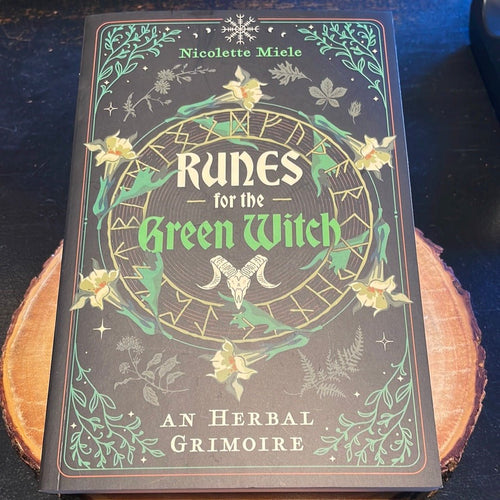 Nicolette Miele
RUNES
for the
Green Witch
AN HERBAL
GRIMOIRE